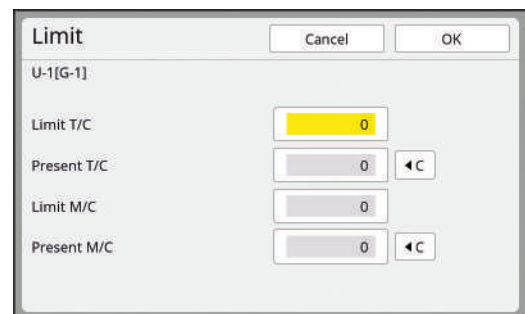 Limit Cancel OK
U-1[G-1]
Limit T/C 0
Present T/C 0 ◀C
Limit M/C 0
Present M/C 0 ◀C